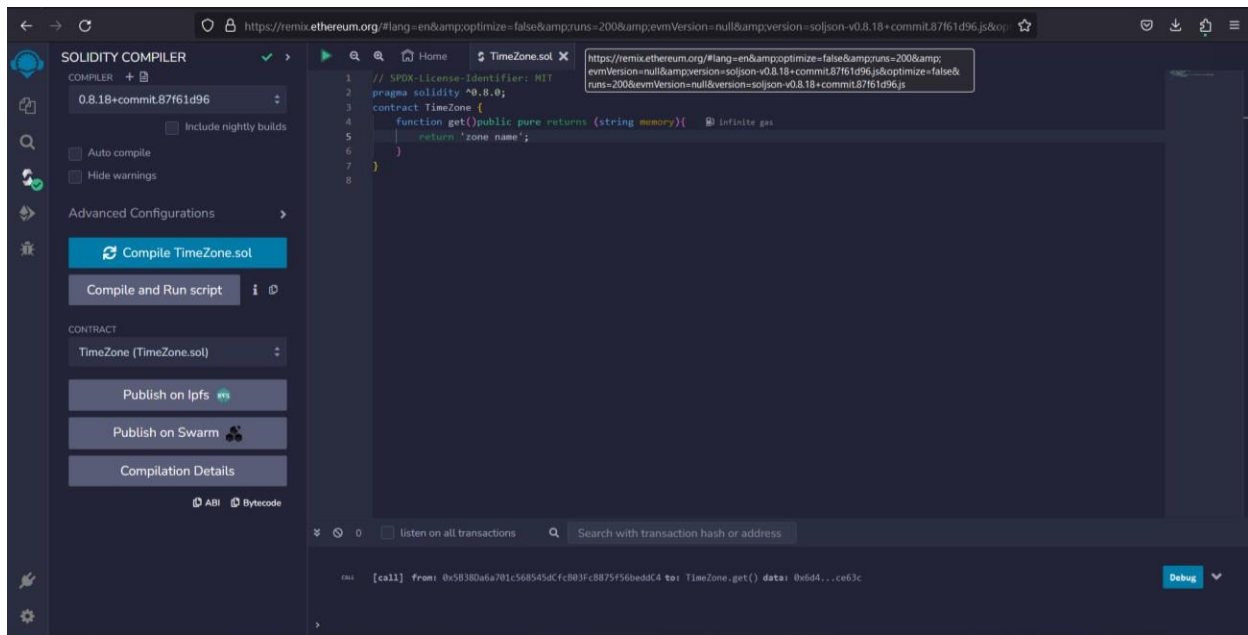 https://remix.ethereum.org/#lang=en&amp;optimize=false&amp;runs=200&amp;evmVersion=null&amp;version=soljson-v0.8.18+commit.87f61d96.js&op
SOLIDITY COMPILER
COMPILER
0.8.18+commit.87f61d96
Include nightly builds
Auto compile
Hide warnings
Advanced Configurations
Compile TimeZone.sol
Compile and Run script
CONTRACT
TimeZone (TimeZone.sol)
Publish on Ipfs
Publish on Swarm
Compilation Details
ABI Bytecode
Home TimeZone.sol
https://remix.ethereum.org/#lang=en&amp;optimize=false&amp;runs=200&amp;
evmVersion=null&amp;version=soljson-v0.8.18+commit.87f61d96.js&optimize=false&
runs=200&evmVersion=null&version=soljson-v0.8.18+commit.87f61d96.js
1 // SPDX-License-Identifier: MIT
2 pragma solidity ^0.8.0;
3 contract TimeZone {
4 function get()public pure returns (string memory){ infinite gas
5 return 'zone name';
6 }
7 }
8
0 listen on all transactions Search with transaction hash or address
CALL [call] from: 0x5B38Da6a701c568545dCfcB03FcB875f56beddC4 to: TimeZone.get() data: 0x6d4...ce63c
Debug
>